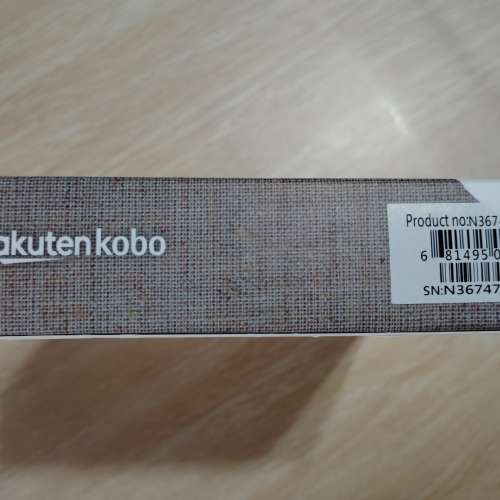 akuten kobo
Product no:N367
6 81495 0
SN:N36747